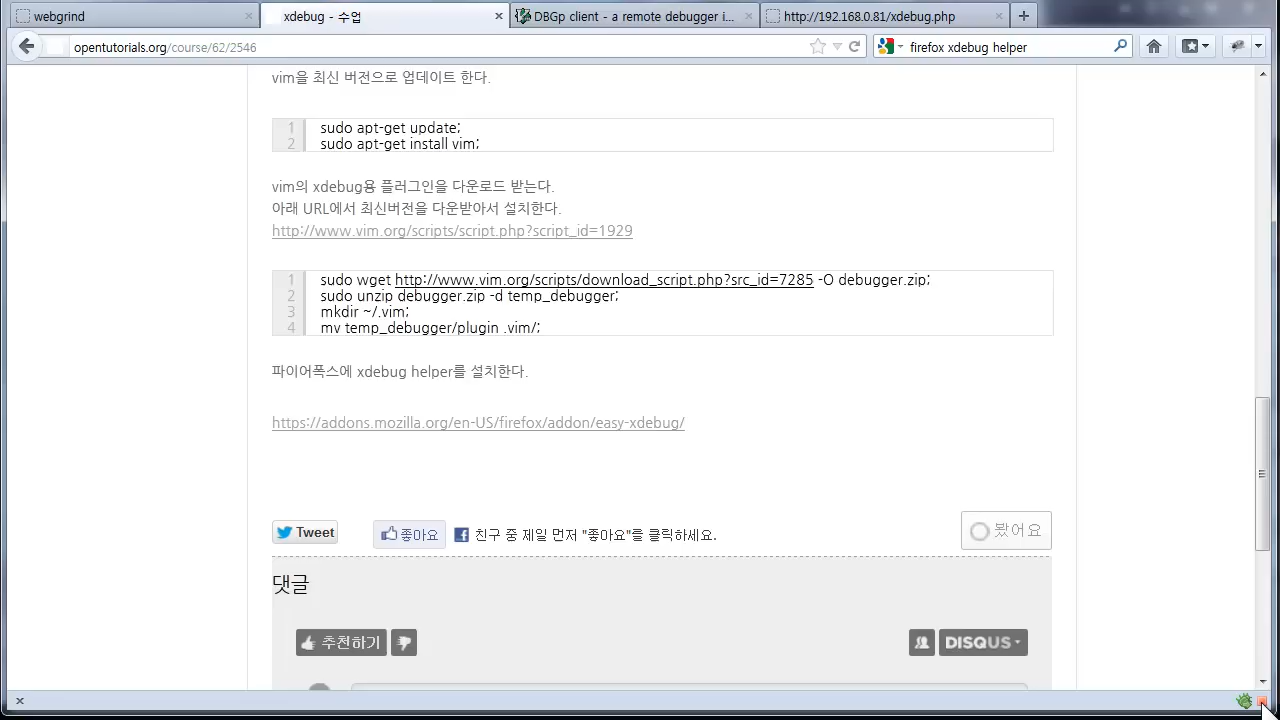 webgrind
xdebug - 수업
DBGp client - a remote debugger i...
http://192.168.0.81/xdebug.php
opentutorials.org/course/62/2546
firefox xdebug helper
vim을 최신 버전으로 업데이트 한다.
1 sudo apt-get update;
2 sudo apt-get install vim;
vim의 xdebug용 플러그인을 다운로드 받는다.
아래 URL에서 최신버전을 다운받아서 설치한다.
http://www.vim.org/scripts/script.php?script_id=1929
1 sudo wget http://www.vim.org/scripts/download_script.php?src_id=7285 -O debugger.zip;
2 sudo unzip debugger.zip -d temp_debugger;
3 mkdir ~/.vim;
4 mv temp_debugger/plugin .vim/;
파이어폭스에 xdebug helper를 설치한다.
https://addons.mozilla.org/en-US/firefox/addon/easy-xdebug/
Tweet
좋아요
친구 중 제일 먼저 "좋아요"를 클릭하세요.
봤어요
댓글
추천하기
DISQUS